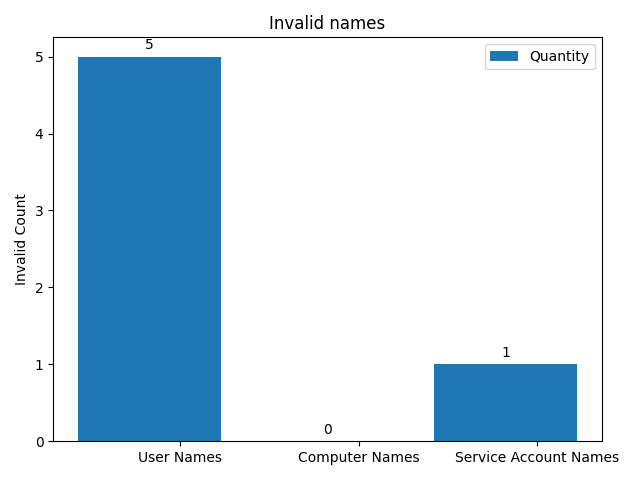 Invalid names
Quantity
Invalid Count
5
4
3
2
1
0
5
0
1
User Names
Computer Names
Service Account Names